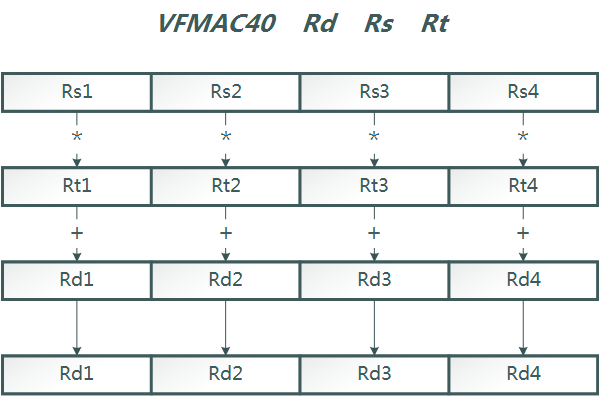 VFMAC40 Rd Rs Rt
Rs1 Rs2 Rs3 Rs4
* * * *
Rt1 Rt2 Rt3 Rt4
+ + + +
Rd1 Rd2 Rd3 Rd4
Rd1 Rd2 Rd3 Rd4